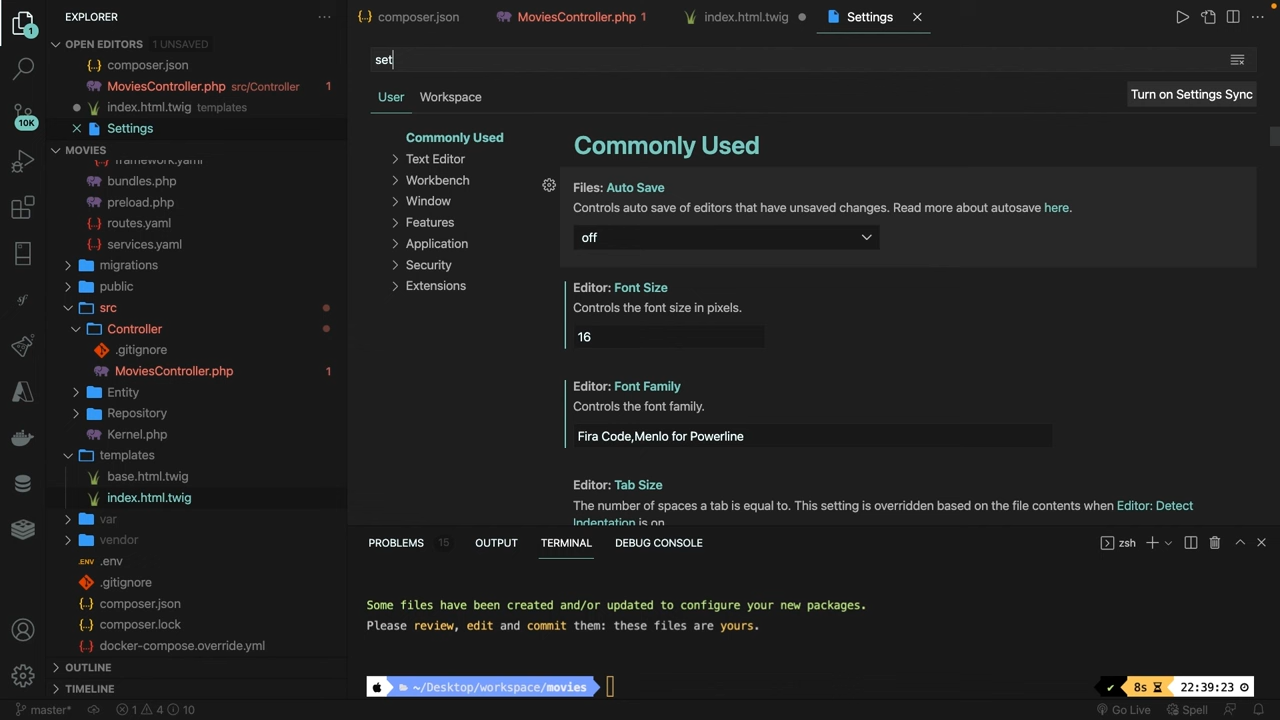 EXPLORER
OPEN EDITORS 1 UNSAVED
composer.json
MoviesController.php src/Controller 1
index.html.twig templates
Settings
MOVIES
framework.yaml
bundles.php
preload.php
routes.yaml
services.yaml
migrations
public
src
Controller
.gitignore
MoviesController.php 1
Entity
Repository
Kernel.php
templates
base.html.twig
index.html.twig
var
vendor
.ENV .env
.gitignore
composer.json
composer.lock
docker-compose.override.yml
OUTLINE
TIMELINE
1
10K
composer.json MoviesController.php 1 index.html.twig Settings
set
User Workspace Turn on Settings Sync
Commonly Used
Text Editor
Workbench
Window
Features
Application
Security
Extensions
Commonly Used
Files: Auto Save
Controls auto save of editors that have unsaved changes. Read more about autosave here.
off
Editor: Font Size
Controls the font size in pixels.
16
Editor: Font Family
Controls the font family.
Fira Code,Menlo for Powerline
Editor: Tab Size
The number of spaces a tab is equal to. This setting is overridden based on the file contents when Editor: Detect
Indentation is on.
PROBLEMS 15 OUTPUT TERMINAL DEBUG CONSOLE zsh
Some files have been created and/or updated to configure your new packages.
Please review, edit and commit them: these files are yours.
~/Desktop/workspace/movies 8s 22:39:23
master* 1 4 10 Go Live Spell